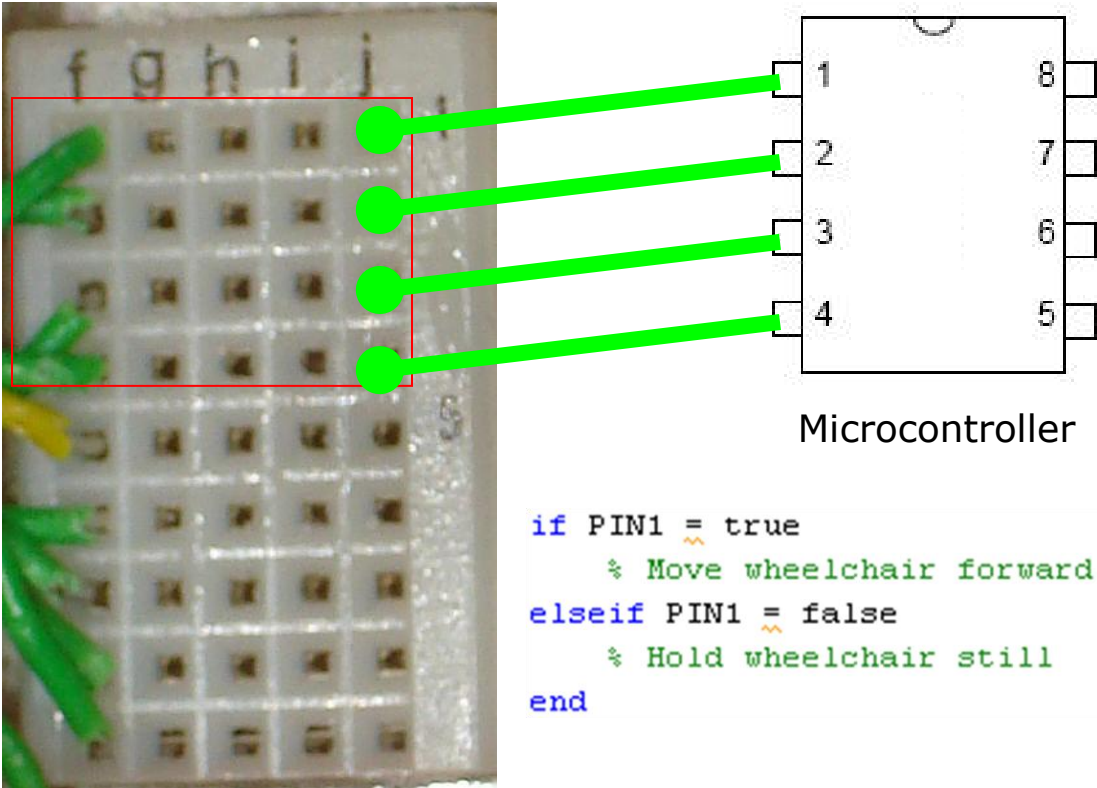 f g h i j
1
5
1 8
2 7
3 6
4 5
Microcontroller
if PIN1 = true
% Move wheelchair forward
elseif PIN1 = false
% Hold wheelchair still
end